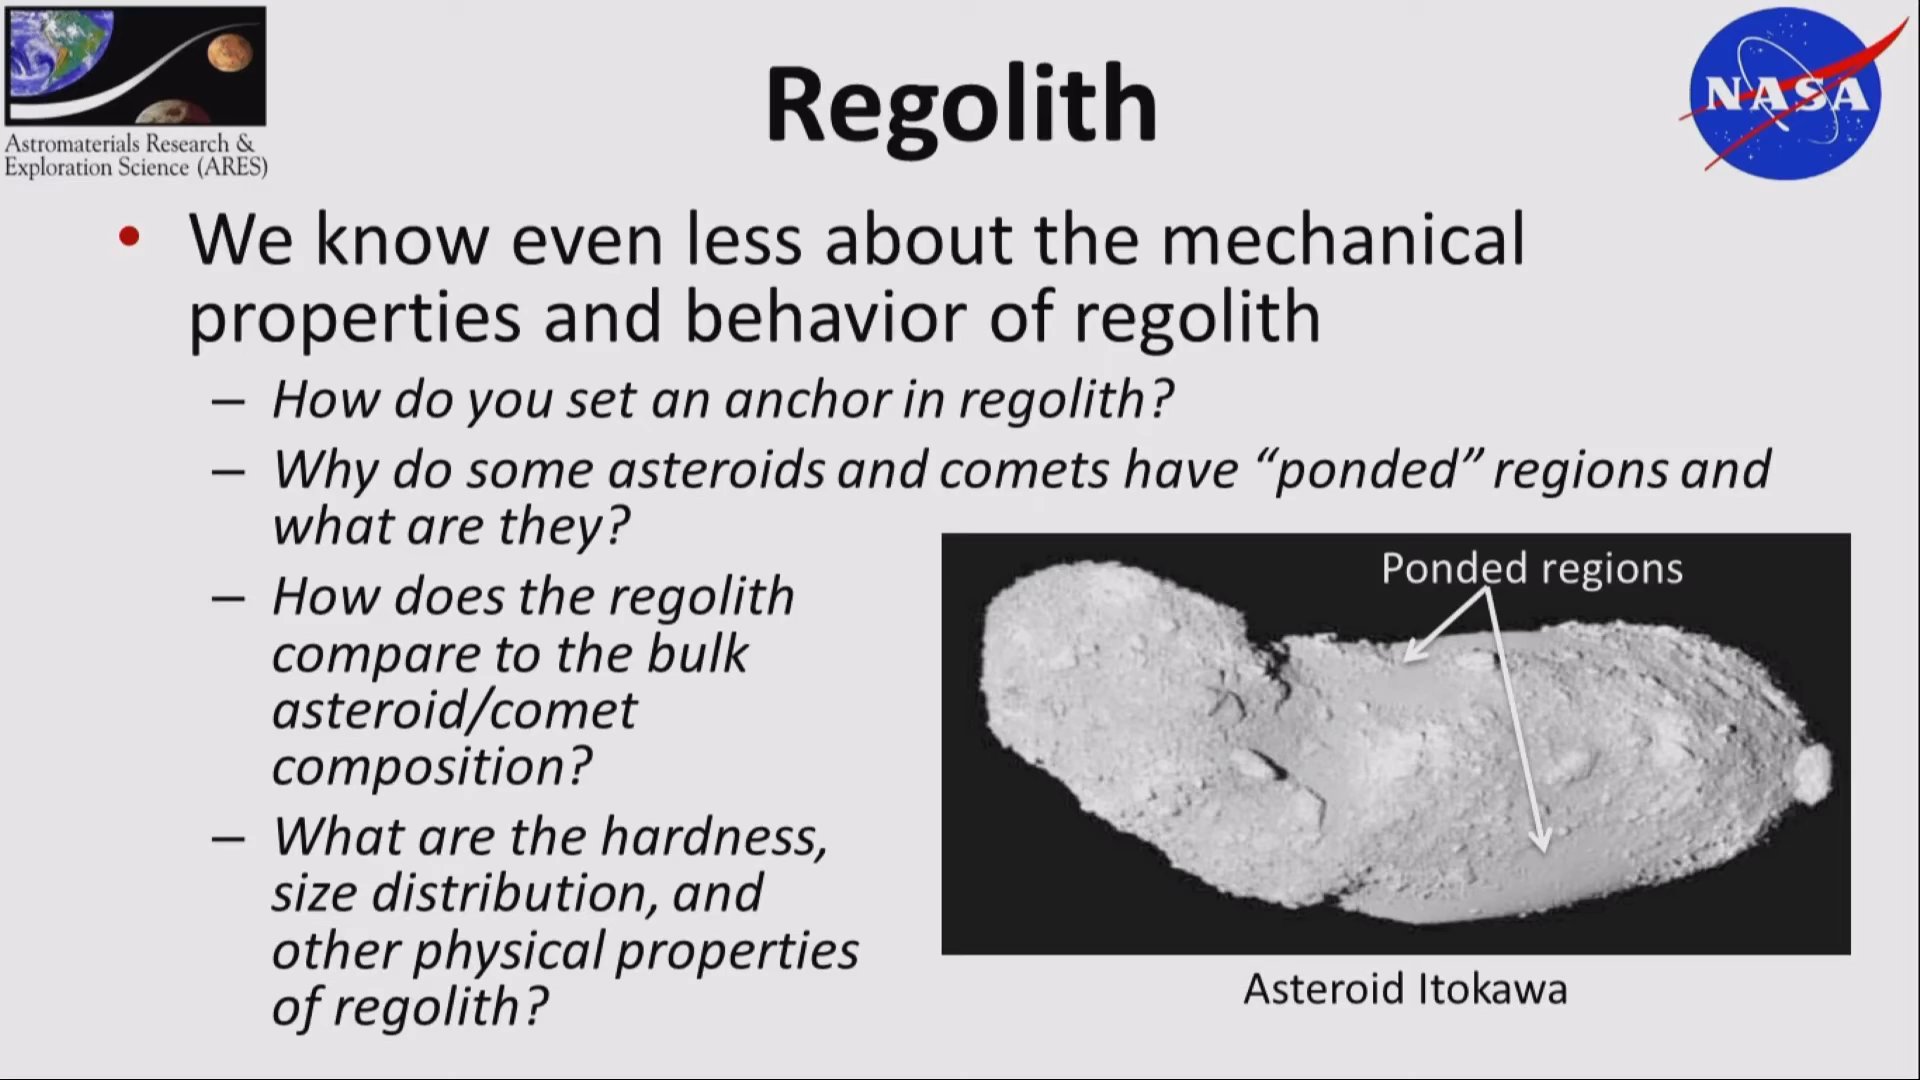 Astromaterials Research &
Exploration Science (ARES)
Regolith
NASA
• We know even less about the mechanical
properties and behavior of regolith
– How do you set an anchor in regolith?
– Why do some asteroids and comets have “ponded” regions and
what are they?
– How does the regolith
compare to the bulk
asteroid/comet
composition?
– What are the hardness,
size distribution, and
other physical properties
of regolith?
Ponded regions
Asteroid Itokawa